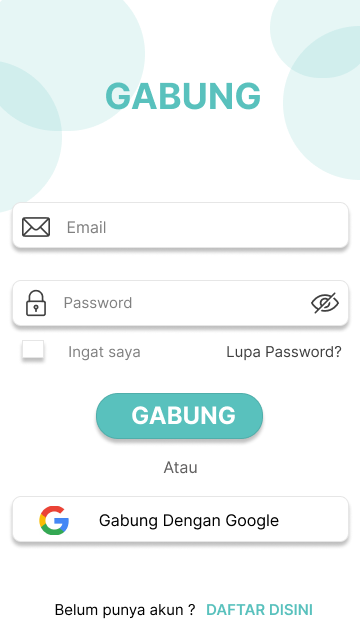 GABUNG
Email
Password
Ingat saya
Lupa Password?
GABUNG
Atau
Gabung Dengan Google
Belum punya akun ? DAFTAR DISINI